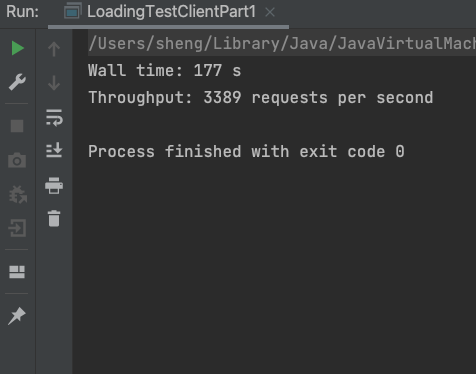 Run: LoadingTestClientPart1
/Users/sheng/Library/Java/JavaVirtualMac
Wall time: 177 s
Throughput: 3389 requests per second
Process finished with exit code 0